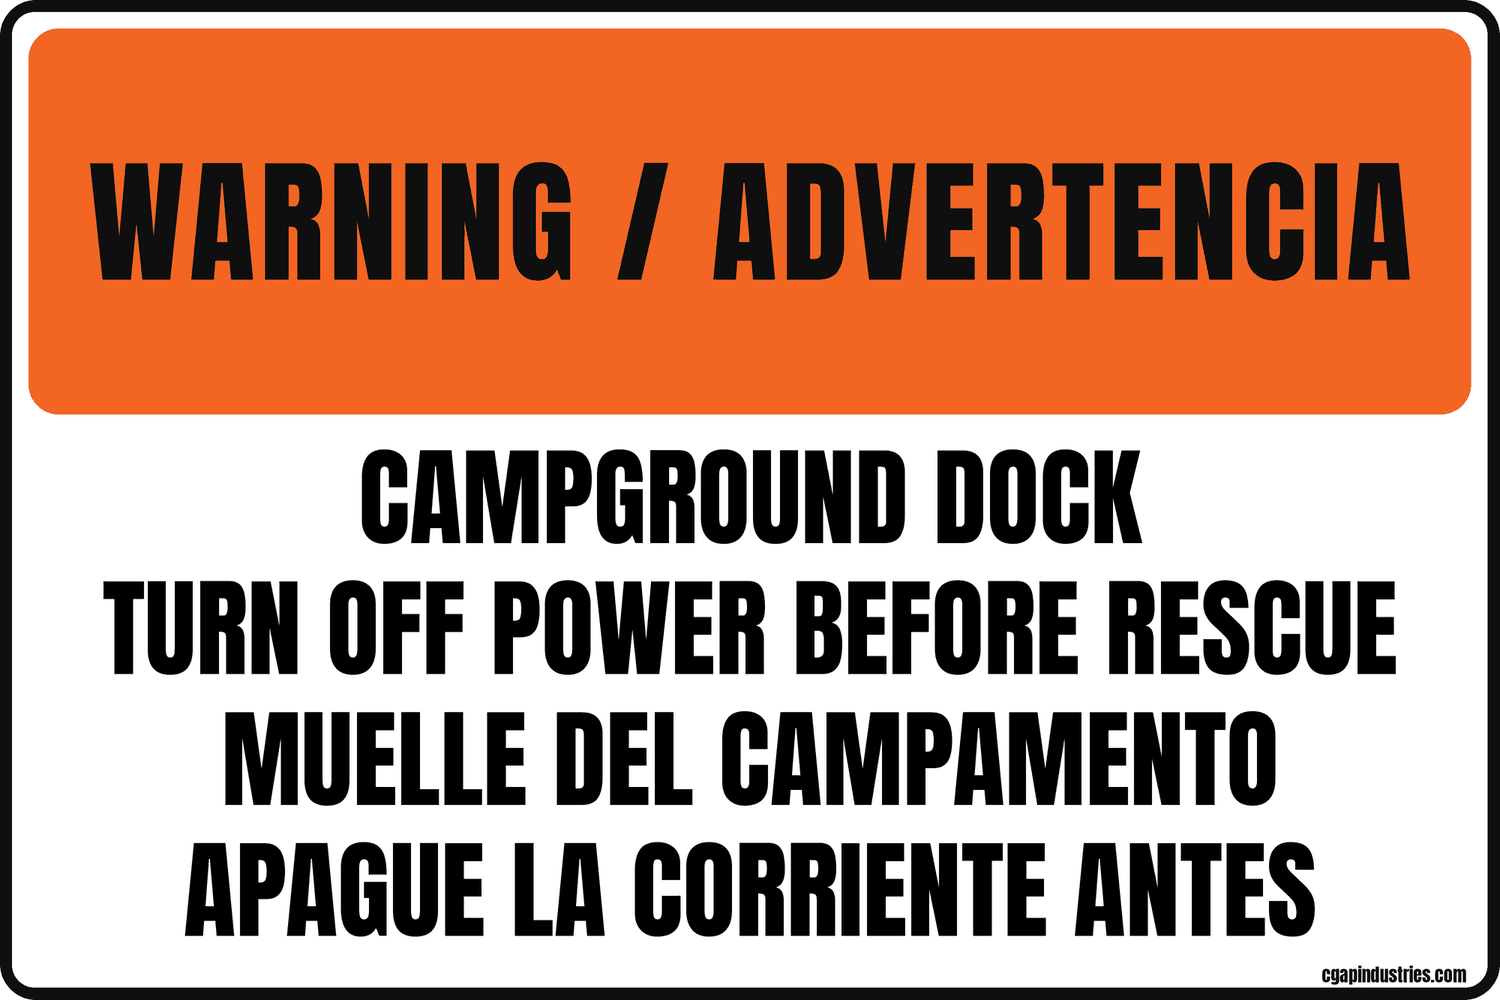 WARNING / ADVERTENCIA
CAMPGROUND DOCK
TURN OFF POWER BEFORE RESCUE
MUELLE DEL CAMPAMENTO
APAGUE LA CORRIENTE ANTES
cgapindustries.com